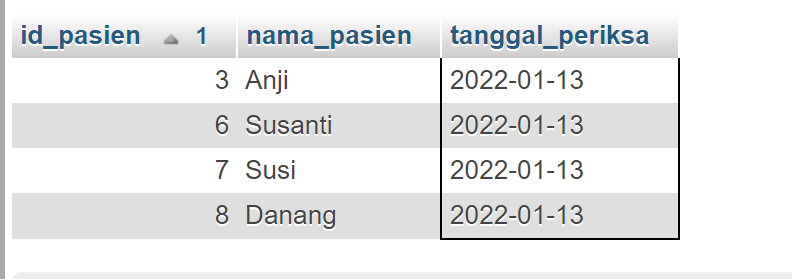 id_pasien 1 nama_pasien tanggal_periksa
3 Anji 2022-01-13
6 Susanti 2022-01-13
7 Susi 2022-01-13
8 Danang 2022-01-13